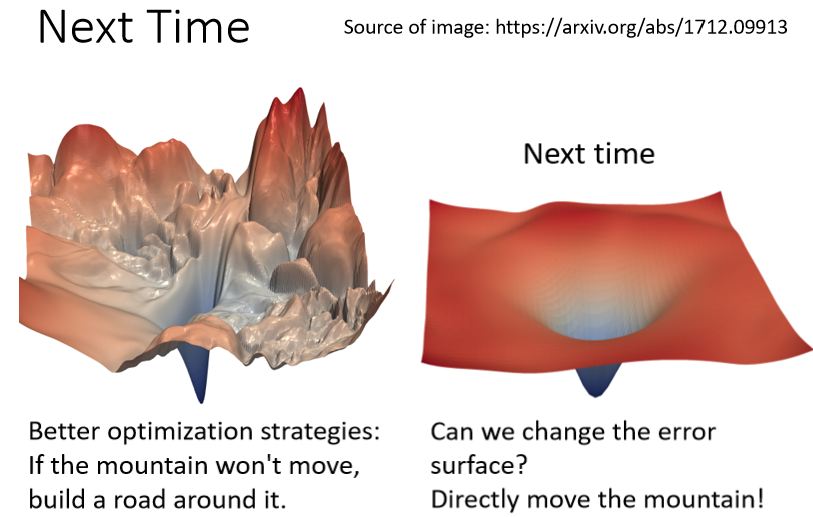 Next Time
Source of image: https://arxiv.org/abs/1712.09913
Next time
Better optimization strategies:
If the mountain won't move,
build a road around it.
Can we change the error
surface?
Directly move the mountain!